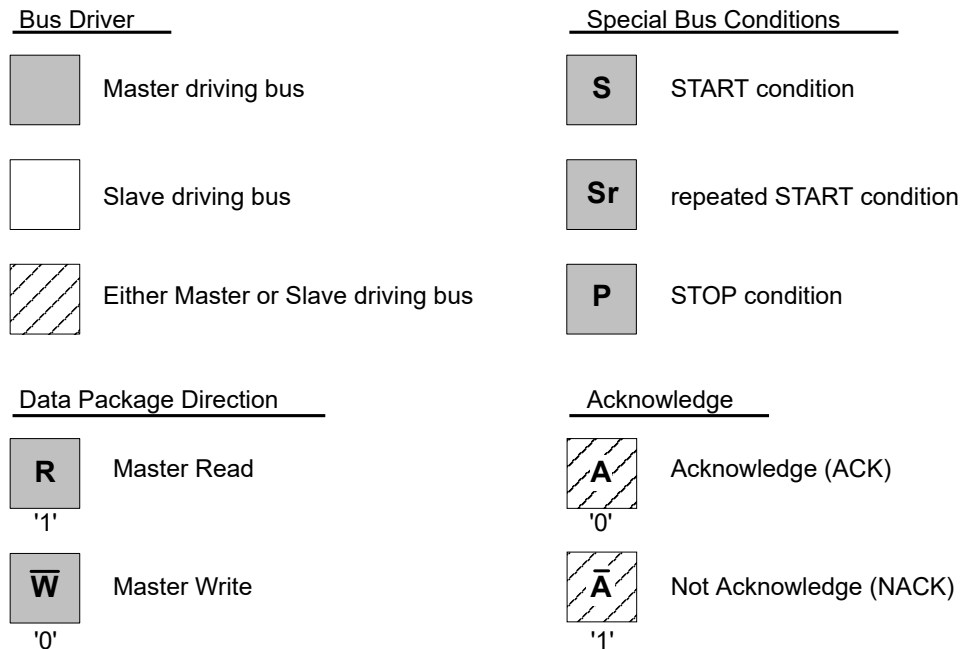 Bus Driver
Master driving bus
Slave driving bus
Either Master or Slave driving bus
Special Bus Conditions
S START condition
Sr repeated START condition
P STOP condition
Data Package Direction
R Master Read
'1'
W̅ Master Write
'0'
Acknowledge
A Acknowledge (ACK)
'0'
A̅ Not Acknowledge (NACK)
'1'